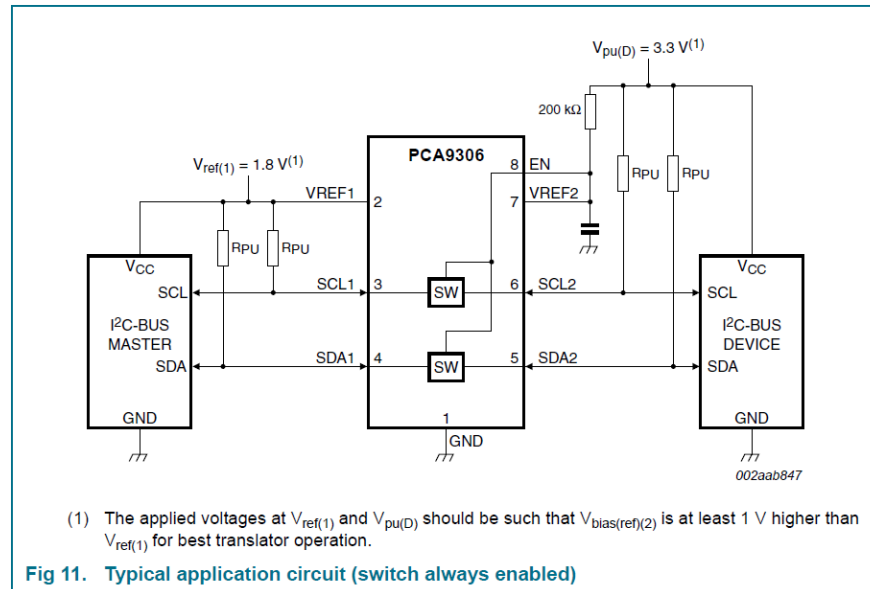 Vpu(D) = 3.3 V(1)
200 kΩ
PCA9306
Vref(1) = 1.8 V(1)
8 EN
RPU RPU
VREF1 2
7 VREF2
RPU RPU
VCC
VCC
SCL
SCL1 3
SW
6 SCL2
SCL
I2C-BUS
MASTER
I2C-BUS
DEVICE
SDA
SDA1 4
SW
5 SDA2
SDA
GND
1
GND
GND
002aab847
(1) The applied voltages at Vref(1) and Vpu(D) should be such that Vbias(ref)(2) is at least 1 V higher than
Vref(1) for best translator operation.
Fig 11. Typical application circuit (switch always enabled)